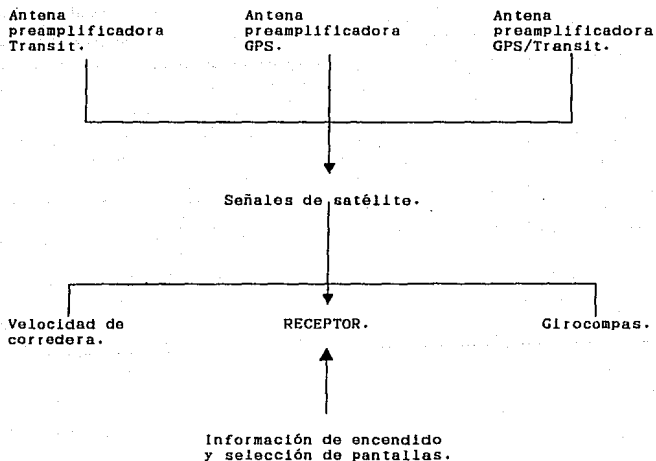 Antena
preamplificadora
Transit.
Antena
preamplificadora
GPS.
Antena
preamplificadora
GPS/Transit.
Señales de satélite.
Velocidad de
corredera.
RECEPTOR.
Girocompas.
Información de encendido
y selección de pantallas.